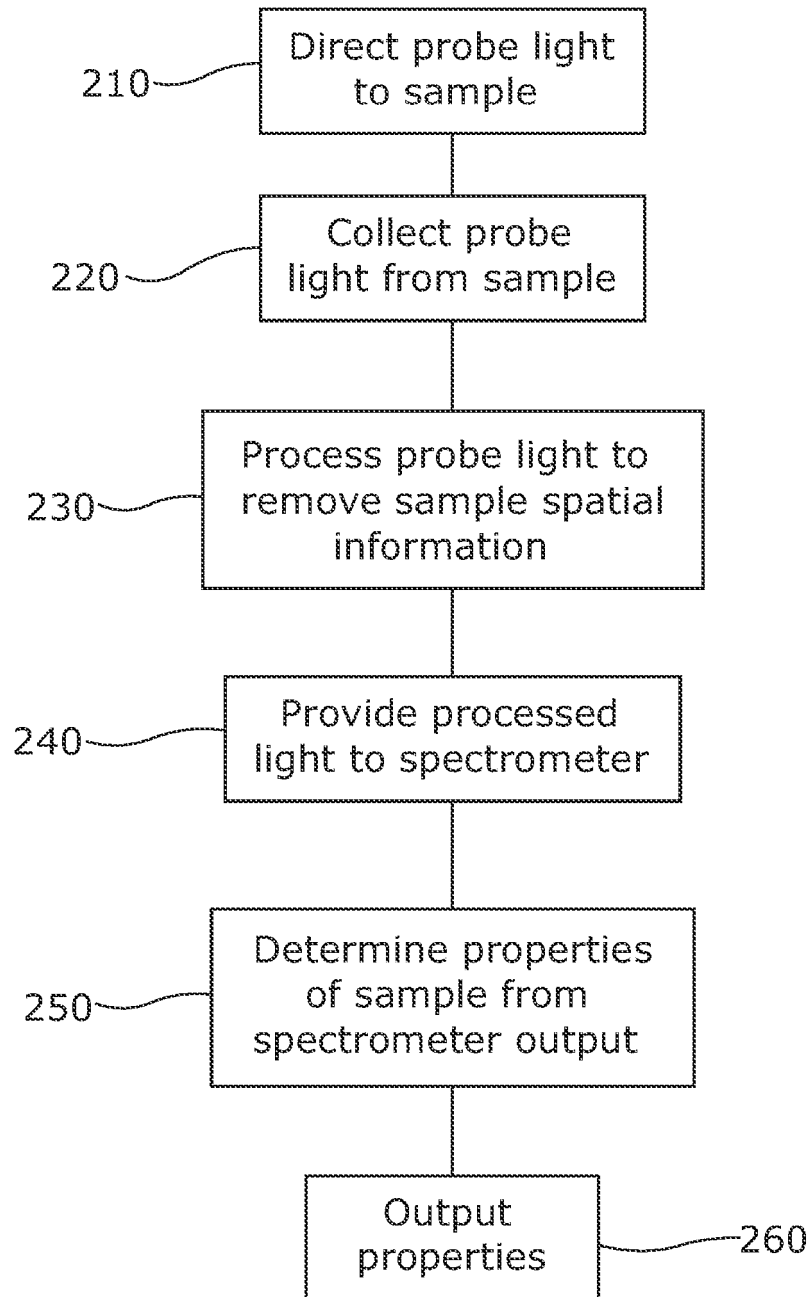 Direct probe light
to sample
210
Collect probe
light from sample
220
Process probe light to
remove sample spatial
information
230
Provide processed
light to spectrometer
240
Determine properties
of sample from
spectrometer output
250
Output
properties
260